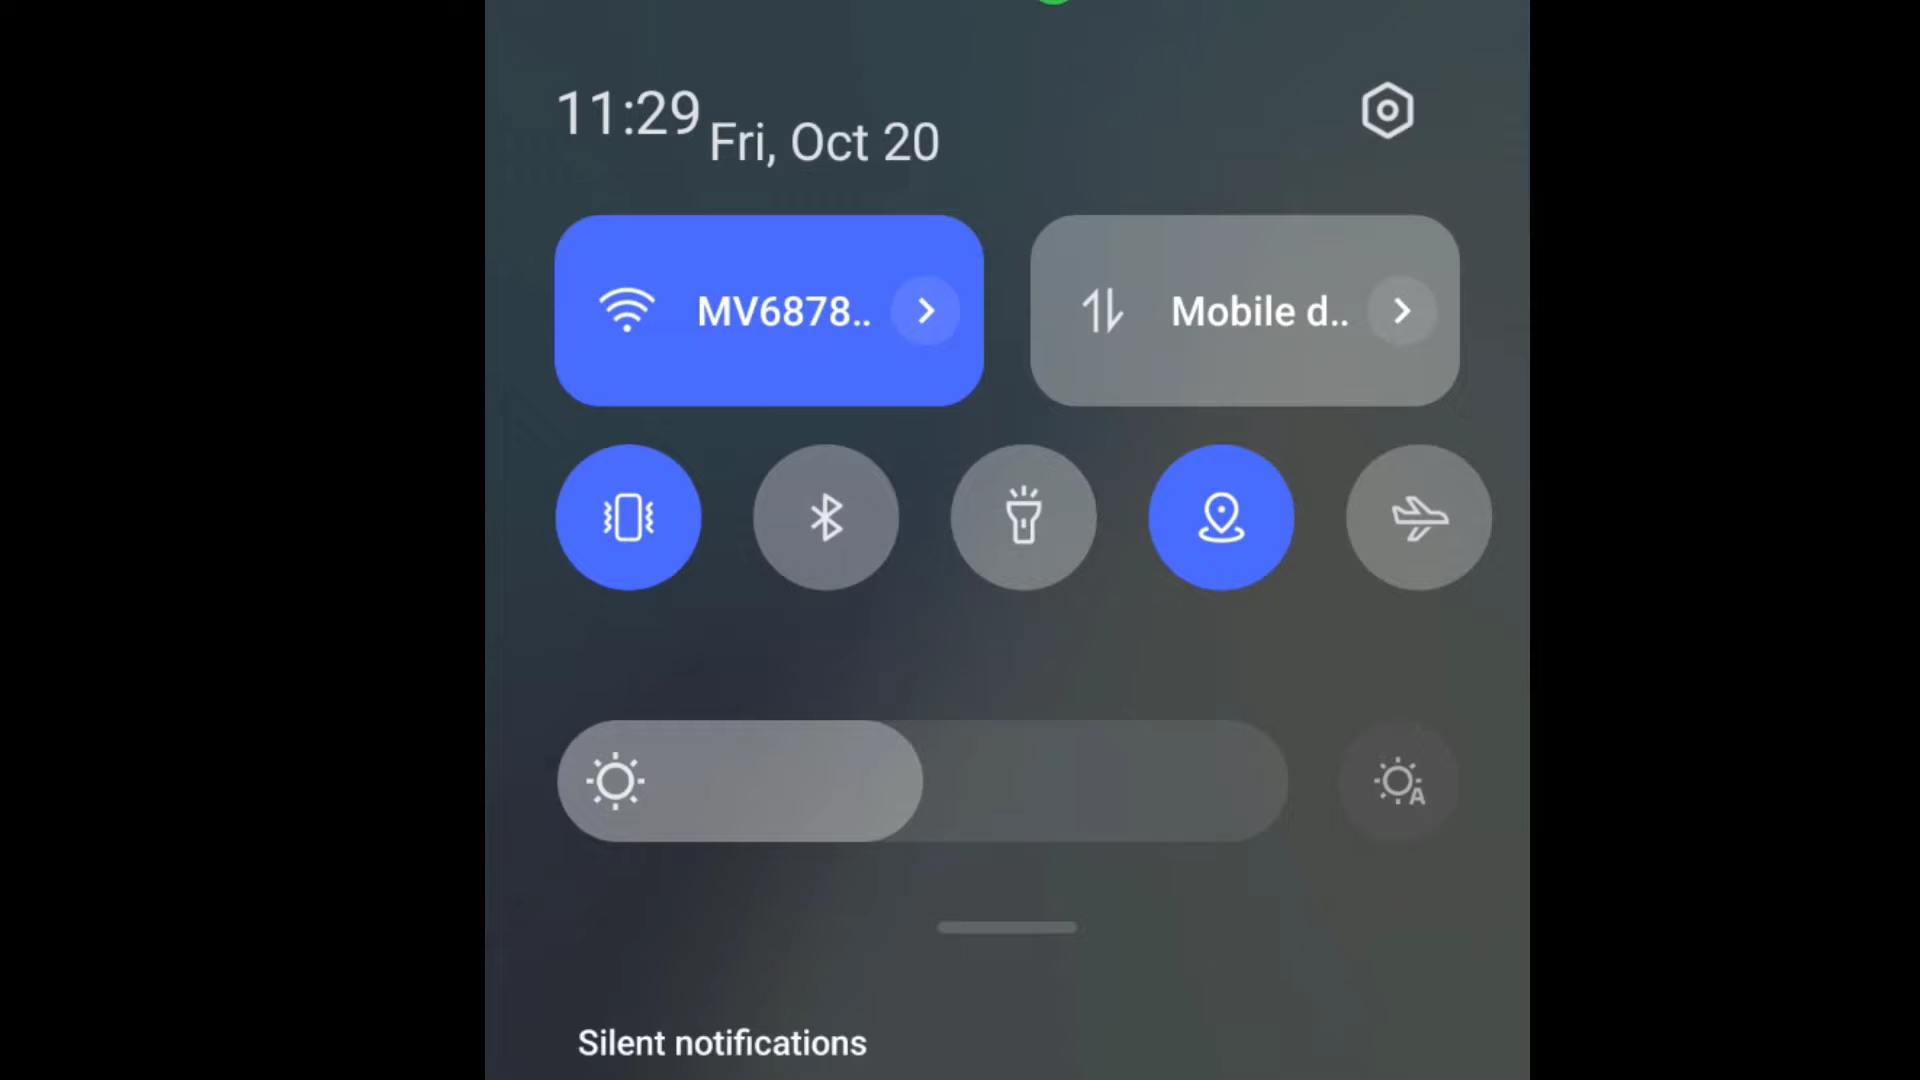 11:29 Fri, Oct 20
MV6878.. Mobile d..
Silent notifications